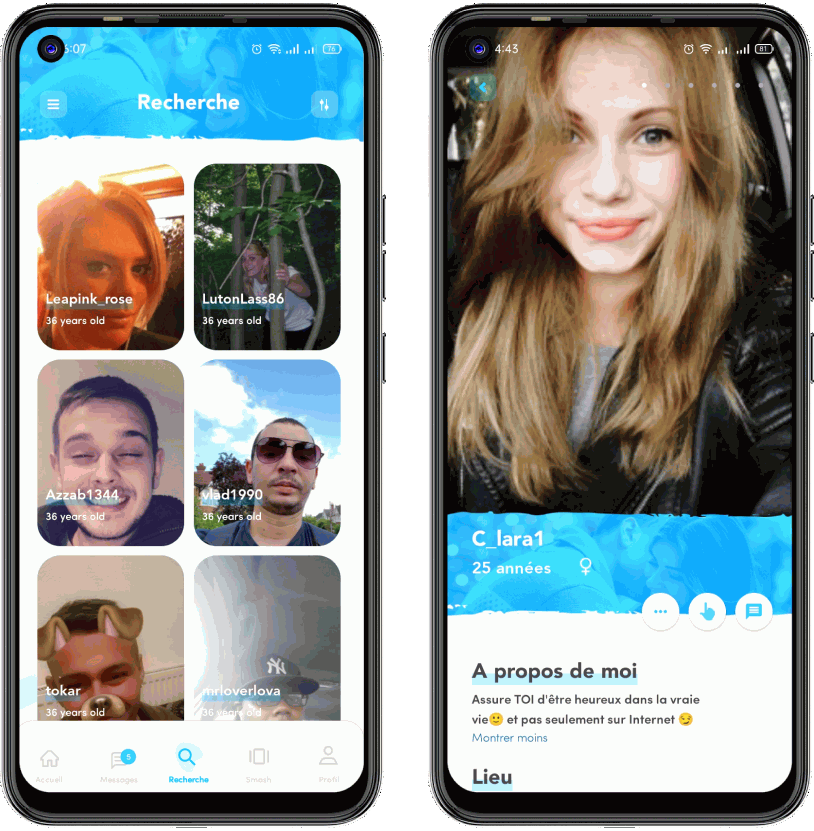 5:07
76
Recherche
Leapink_rose
36 years old
LutonLass86
36 years old
Azzab1344
36 years old
vlad1990
36 years old
tokar
36 years old
NY
mrloverlova
36 years old
Accueil
5
Messages
Recherche
Smash
Profil
4:43
81
C_lara1
25 années
A propos de moi
Assure TOI d'être heureux dans la vraie
vie🙂 et pas seulement sur Internet 😏
Montrer moins
Lieu